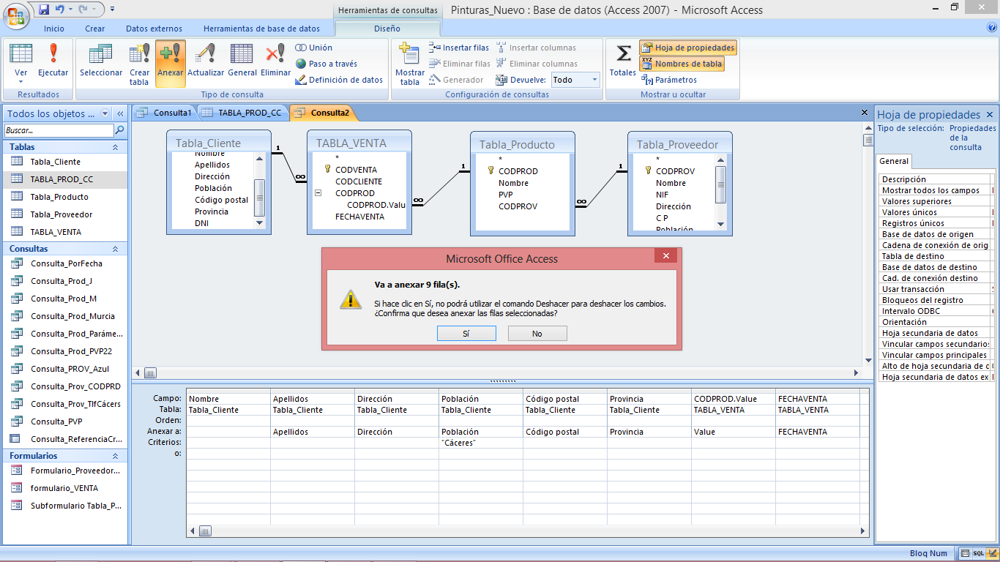 Herramientas de consultas
Pinturas_Nuevo : Base de datos (Access 2007) - Microsoft Access
Inicio
Crear
Datos externos
Herramientas de base de datos
Diseño
Ver
Ejecutar
Resultados
Seleccionar
Crear
tabla
Anexar
Actualizar
General
Eliminar
Unión
Paso a través
Definición de datos
Tipo de consulta
Mostrar
tabla
Insertar filas
Eliminar filas
Generador
Insertar columnas
Eliminar columnas
Devuelve: Todo
Configuración de consultas
Totales
Hoja de propiedades
Nombres de tabla
Parámetros
Mostrar u ocultar
Todos los objetos ...
Buscar...
Tablas
Tabla_Cliente
TABLA_PROD_CC
Tabla_Producto
Tabla_Proveedor
TABLA_VENTA
Consultas
Consulta_PorFecha
Consulta_Prod_J
Consulta_Prod_M
Consulta_Prod_Murcia
Consulta_Prod_Paráme...
Consulta_Prod_PVP22
Consulta_PROV_Azul
Consulta_Prov_CODPRD
Consulta_Prov_TlfCácers
Consulta_PVP
Consulta_ReferenciaCr...
Formularios
Formulario_Proveedor...
formulario_VENTA
Subformulario Tabla_P...
Consulta1
TABLA_PROD_CC
Consulta2
Tabla_Cliente
Nombre
Apellidos
Dirección
Población
Código postal
Provincia
DNI
1
∞
TABLA_VENTA
*
CODVENTA
CODCLIENTE
CODPROD
CODPROD.Valu
FECHAVENTA
∞
1
Tabla_Producto
*
CODPROD
Nombre
PVP
CODPROV
∞
1
Tabla_Proveedor
*
CODPROV
Nombre
NIF
Dirección
C P
Población
Microsoft Office Access
Va a anexar 9 fila(s).
Si hace clic en Sí, no podrá utilizar el comando Deshacer para deshacer los cambios.
¿Confirma que desea anexar las filas seleccionadas?
Sí
No
Campo: Nombre Apellidos Dirección Población Código postal Provincia CODPROD.Value FECHAVENTA
Tabla: Tabla_Cliente Tabla_Cliente Tabla_Cliente Tabla_Cliente Tabla_Cliente Tabla_Cliente TABLA_VENTA TABLA_VENTA
Orden:
Anexar a: Apellidos Dirección Población Código postal Provincia Value FECHAVENTA
Criterios: "Cáceres"
o:
Hoja de propiedades
Tipo de selección: Propiedades
de la
consulta
General
Descripción
Mostrar todos los campos
Valores superiores
Valores únicos
Registros únicos
Base de datos de origen
Cadena de conexión de orig
Tabla de destino
Base de datos de destino
Cad. de conexión destino
Usar transacción
Bloqueos del registro
Intervalo ODBC
Orientación
Hoja secundaria de datos
Vincular campos secundarios
Vincular campos principales
Alto de hoja secundaria de c
Hoja secundaria de datos ex
Bloq Num
SQL